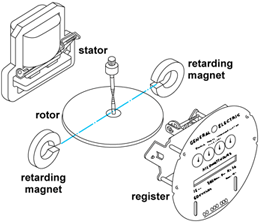 stator
retarding
magnet
rotor
retarding
magnet
register
GENERAL ELECTRIC